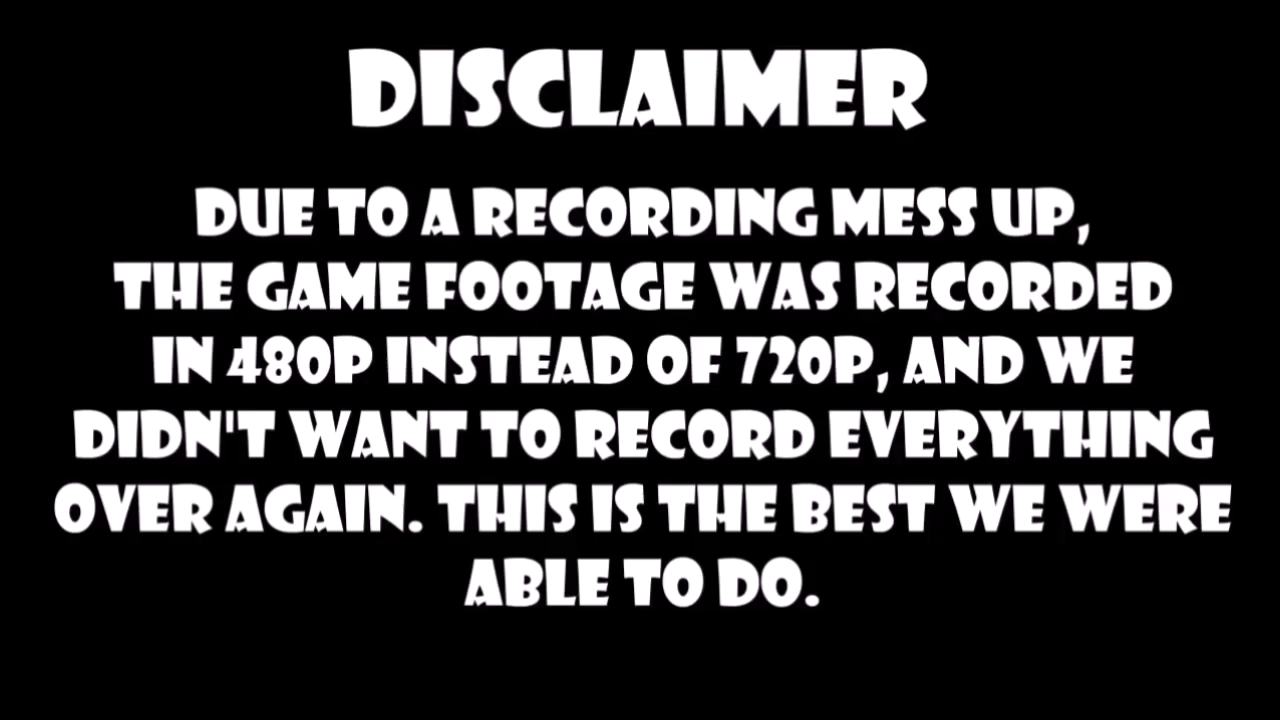 DISCLAIMER
DUE TO A RECORDING MESS UP,
THE GAME FOOTAGE WAS RECORDED
IN 480P INSTEAD OF 720P, AND WE
DIDN'T WANT TO RECORD EVERYTHING
OVER AGAIN. THIS IS THE BEST WE WERE
ABLE TO DO.